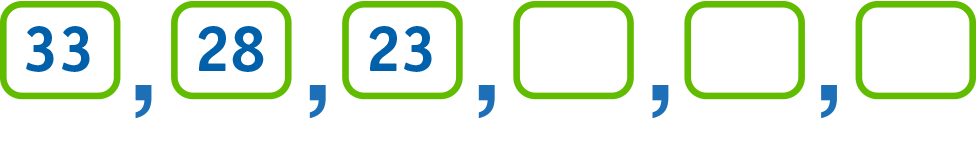 33, 28, 23, , ,